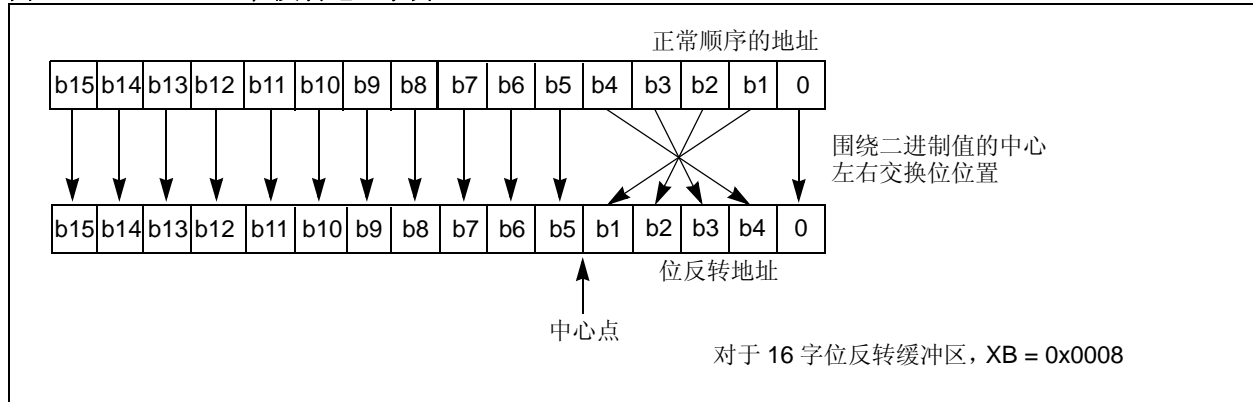 正常顺序的地址
b15 b14 b13 b12 b11 b10 b9 b8 b7 b6 b5 b4 b3 b2 b1 0
围绕二进制值的中心
左右交换位位置
b15 b14 b13 b12 b11 b10 b9 b8 b7 b6 b5 b1 b2 b3 b4 0
位反转地址
中心点
对于 16 字位反转缓冲区，XB = 0x0008